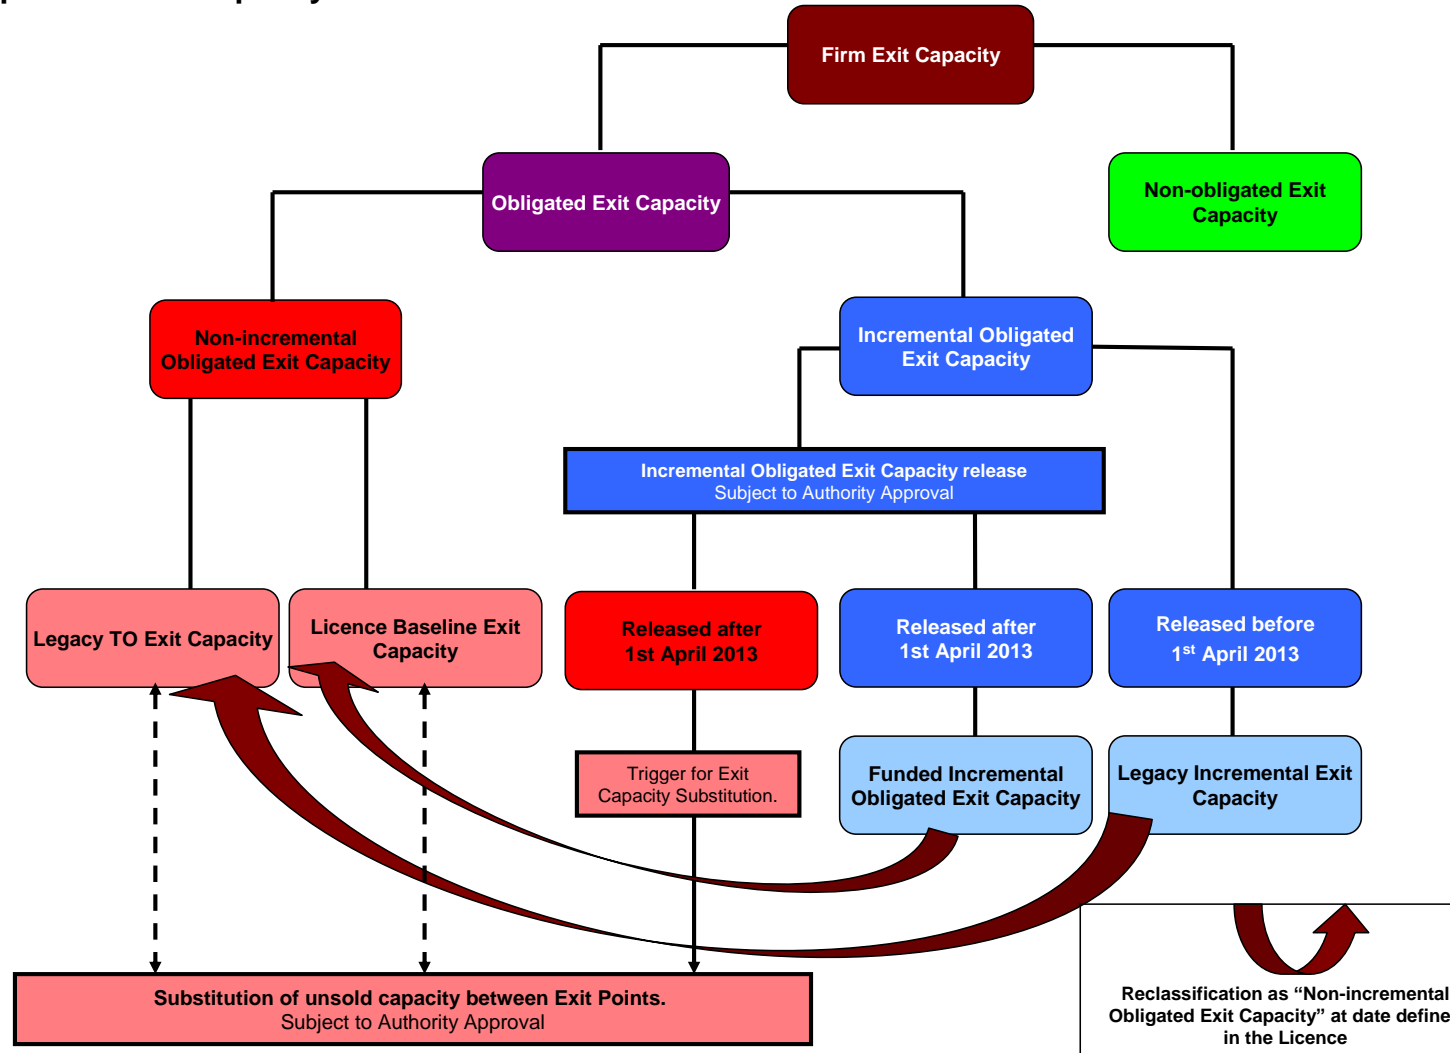 Firm Exit Capacity
Obligated Exit Capacity
Non-obligated Exit
Capacity
Non-incremental
Obligated Exit Capacity
Incremental Obligated
Exit Capacity
Incremental Obligated Exit Capacity release
Subject to Authority Approval
Legacy TO Exit Capacity
Licence Baseline Exit
Capacity
Released after
1st April 2013
Released after
1st April 2013
Released before
1st April 2013
Trigger for Exit
Capacity Substitution.
Funded Incremental
Obligated Exit Capacity
Legacy Incremental Exit
Capacity
Substitution of unsold capacity between Exit Points.
Subject to Authority Approval
Reclassification as “Non-incremental
Obligated Exit Capacity” at date define
in the Licence